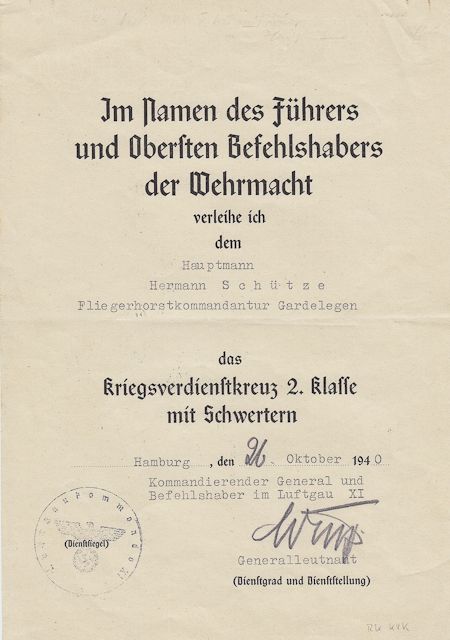 Im Namen des Führers
und Obersten Befehlshabers
der Wehrmacht
verleihe ich
dem
Hauptmann
Hermann S c h ü t z e
Fliegerhorstkommandantur Gardelegen
das
Kriegsverdienstkreuz 2. Klasse
mit Schwertern
Hamburg , den 26. Oktober 1940
Kommandierender General und
Befehlshaber im Luftgau XI
Luftgaukommando XI
(Dienstsiegel)
Generalleutnant
(Dienstgrad und Dienststellung)